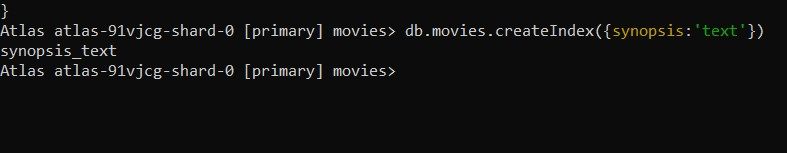 }
Atlas atlas-91vjcg-shard-0 [primary] movies> db.movies.createIndex({synopsis:'text'})
synopsis_text
Atlas atlas-91vjcg-shard-0 [primary] movies>